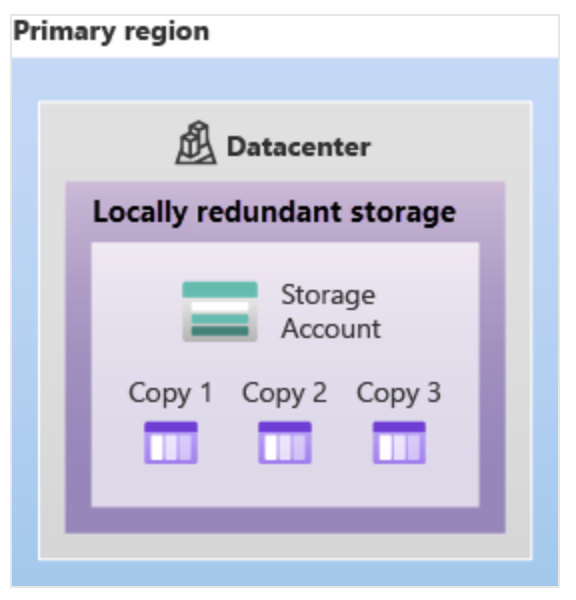 Primary region
Datacenter
Locally redundant storage
Storage
Account
Copy 1 Copy 2 Copy 3